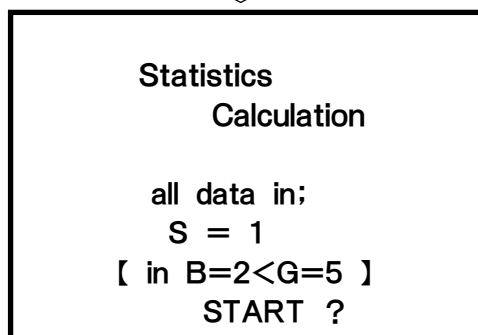 Statistics
Calculation
all data in;
S = 1
【 in B=2<G=5 】
START ?